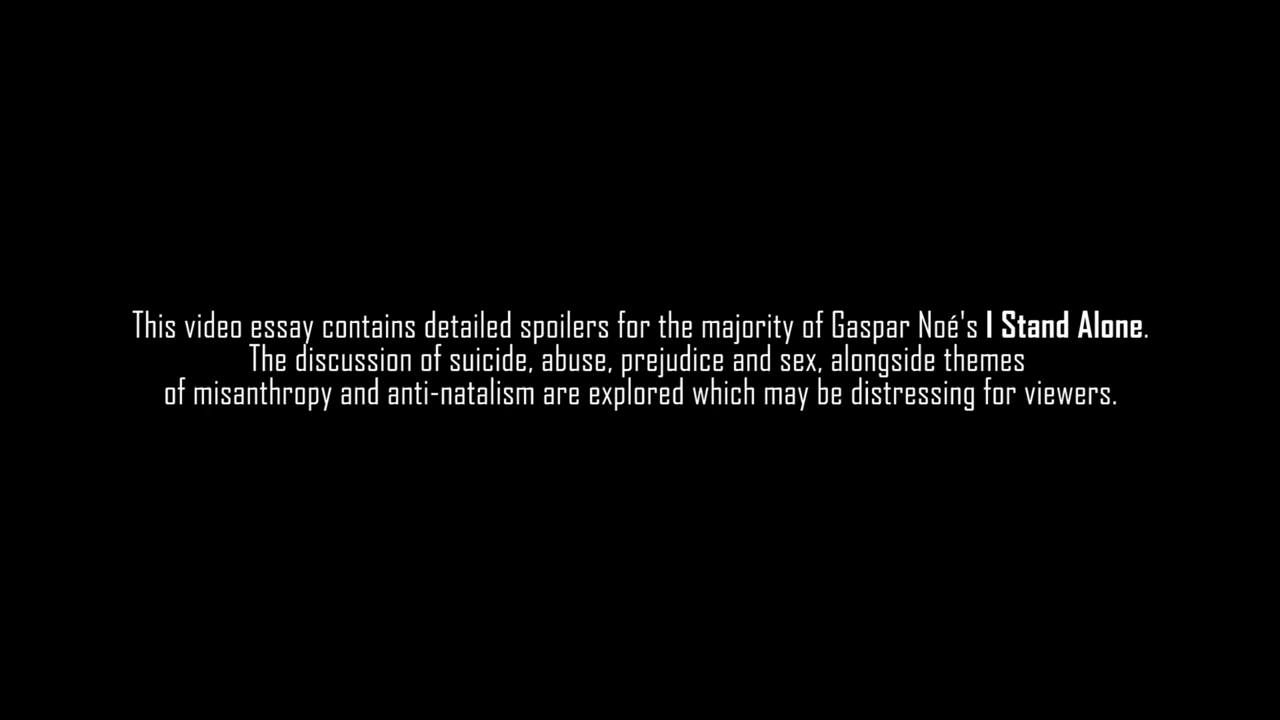 This video essay contains detailed spoilers for the majority of Gaspar Noé's I Stand Alone.
The discussion of suicide, abuse, prejudice and sex, alongside themes
of misanthropy and anti-natalism are explored which may be distressing for viewers.